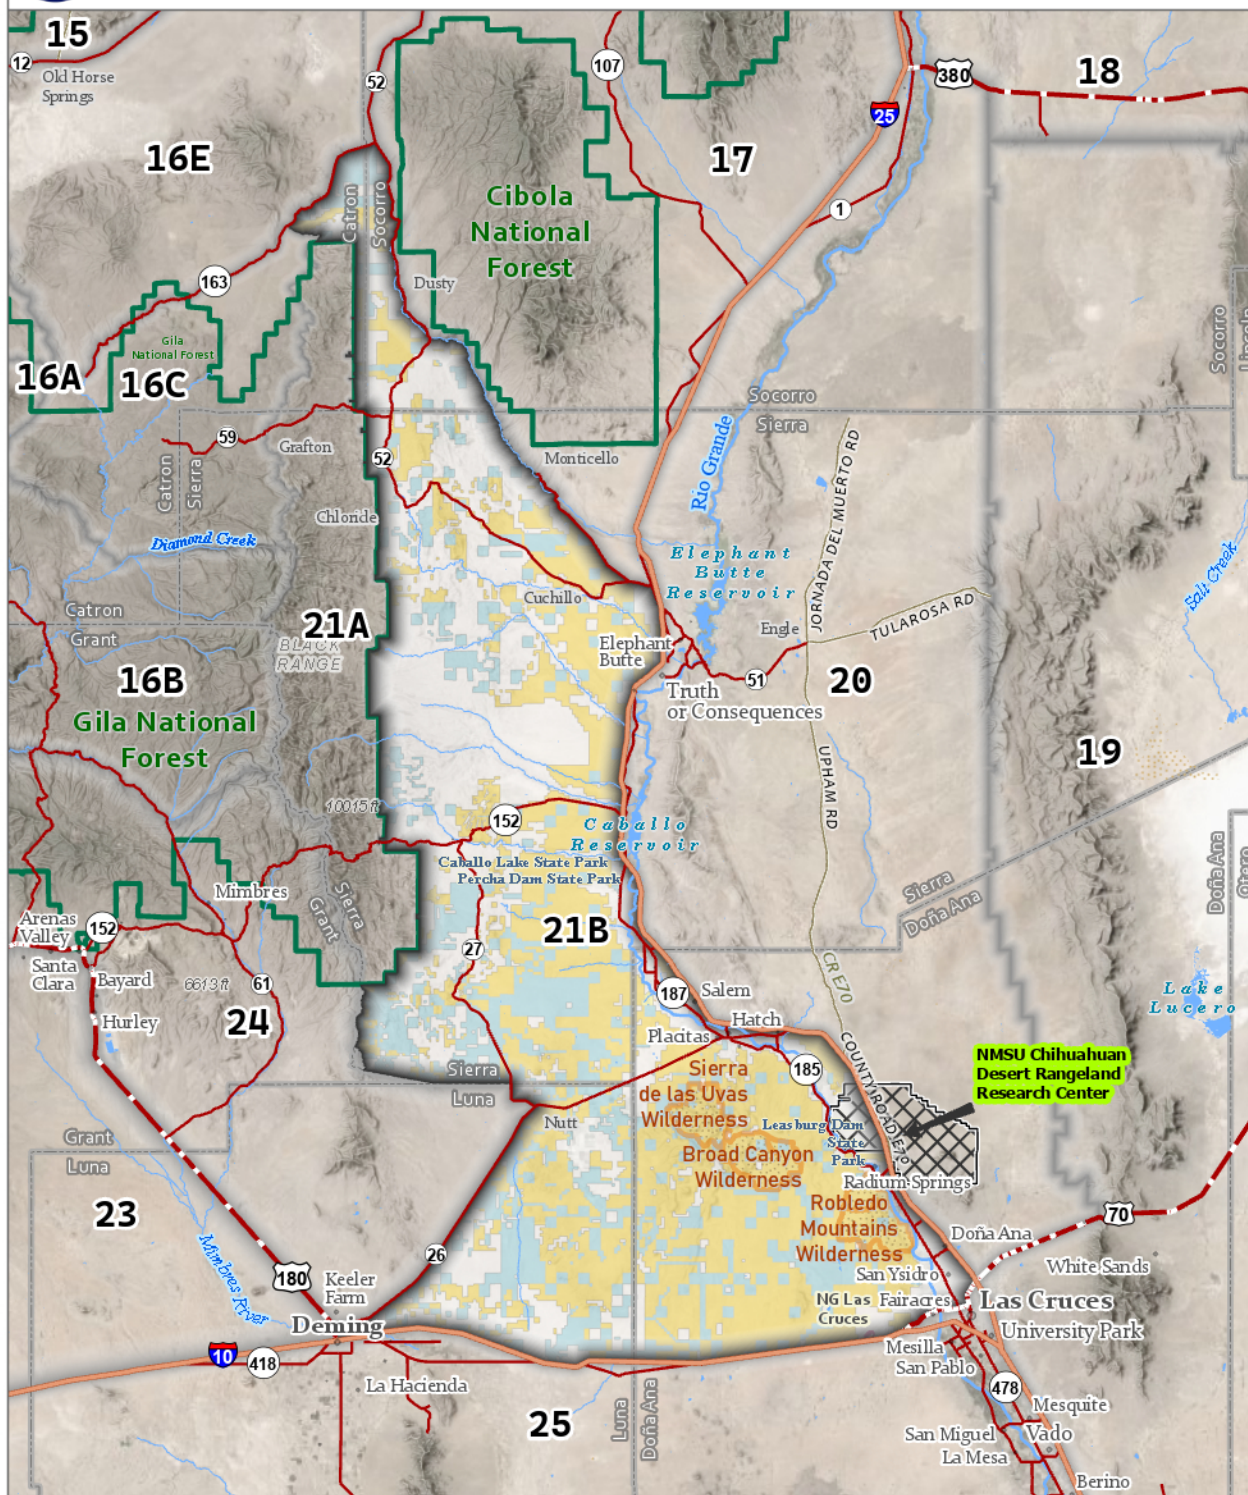 15
12
Old Horse
Springs
52
107
380
18
25
16E
17
Catron
Socorro
Cibola
National
Forest
1
163
Dusty
Gila
National Forest
16A
16C
Socorro
Lincoln
Socorro
Sierra
59
Grafton
52
Monticello
Rio Grande
JORNADA DEL MUERTO RD
Catron
Sierra
Chloride
Diamond Creek
Elephant
Butte
Reservoir
Salt Creek
Catron
Grant
21A
BLACK
RANGE
Cuchillo
Engle
TULAROSA RD
Elephant
Butte
16B
Gila National
Forest
51
20
Truth
or Consequences
19
UPHAM RD
10015 ft
152
Caballo
Reservoir
Caballo Lake State Park
Percha Dam State Park
Sierra
Doña Ana
Doña Ana
Otero
Mimbres
Sierra
Grant
Arenas
Valley
152
21B
27
Santa
Clara
Bayard
6613 ft
61
CR E70
187
Salem
Lake
Lucero
Hurley
24
Placitas
Hatch
COUNTY ROAD E70
Sierra
Luna
Sierra
de las Uvas
Wilderness
185
NMSU Chihuahuan
Desert Rangeland
Research Center
Nutt
Leasburg Dam
State
Park
Grant
Luna
Broad Canyon
Wilderness
Radium Springs
23
Robledo
Mountains
Wilderness
70
Doña Ana
Mimbres River
26
180
Keeler
Farm
San Ysidro
White Sands
NG Las
Cruces
Fairacres
Las Cruces
Deming
University Park
10
418
Mesilla
San Pablo
La Hacienda
478
Luna
Doña Ana
25
Mesquite
San Miguel
Vado
La Mesa
Berino